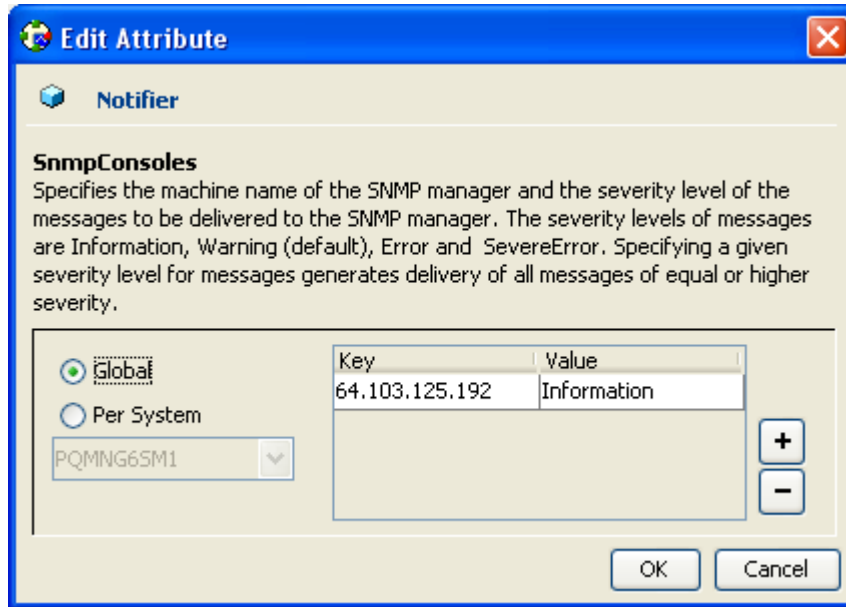 Edit Attribute
Notifier
SnmpConsoles
Specifies the machine name of the SNMP manager and the severity level of the
messages to be delivered to the SNMP manager. The severity levels of messages
are Information, Warning (default), Error and  SevereError. Specifying a given
severity level for messages generates delivery of all messages of equal or higher
severity.
Global
Key Value
64.103.125.192 Information
Per System
PQMNG6SM1
+
-
OK Cancel